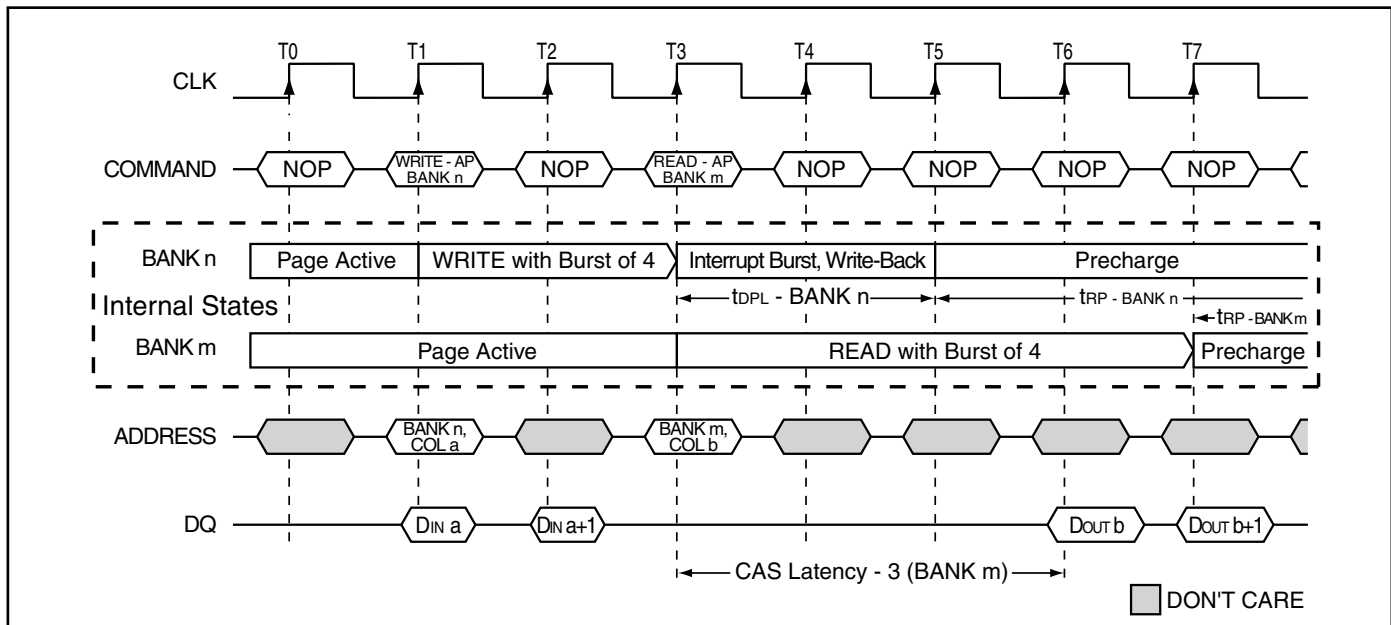 T0 T1 T2 T3 T4 T5 T6 T7
CLK
COMMAND NOP WRITE - AP BANK n NOP READ - AP BANK m NOP NOP NOP NOP
BANK n Page Active WRITE with Burst of 4 Interrupt Burst, Write-Back Precharge
tDPL - BANK n tRP - BANK n
Internal States
tRP - BANK m
BANK m Page Active READ with Burst of 4 Precharge
ADDRESS BANK n, COL a BANK m, COL b
DQ DIN a DIN a+1 DOUT b DOUT b+1
CAS Latency - 3 (BANK m)
DON'T CARE